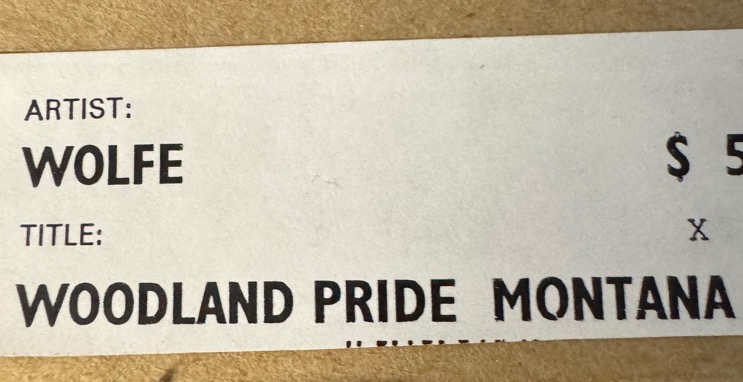 ARTIST:
WOLFE
$ 5
TITLE:
X
WOODLAND PRIDE MONTANA